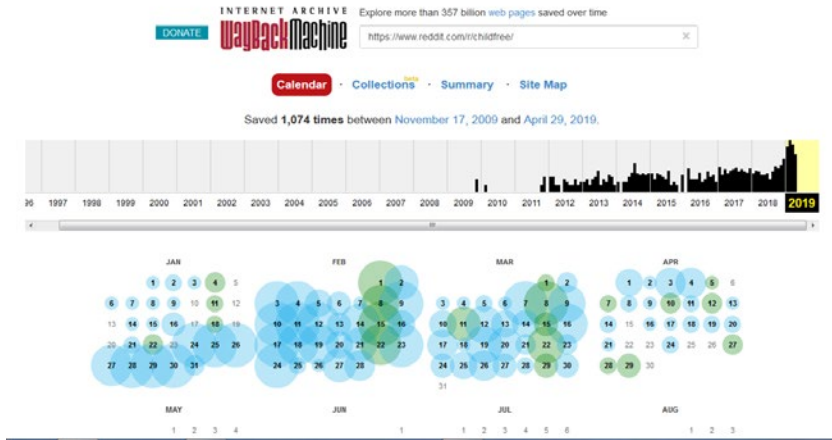 INTERNET ARCHIVE Explore more than 357 billion web pages saved over time
DONATE WayBackMachine https://www.reddit.com/r/childfree/ ×
beta
Calendar · Collections · Summary · Site Map
Saved 1,074 times between November 17, 2009 and April 29, 2019.
96 1997 1998 1999 2000 2001 2002 2003 2004 2005 2006 2007 2008 2009 2010 2011 2012 2013 2014 2015 2016 2017 2018 2019
JAN FEB MAR APR
1 2 3 4 5 1 2 1 2 1 2 3 4 5 6
6 7 8 9 10 11 12 3 4 5 6 7 8 9 3 4 5 6 7 8 9 7 8 9 10 11 12 13
13 14 15 16 17 18 19 10 11 12 13 14 15 16 10 11 12 13 14 15 16 14 15 16 17 18 19 20
20 21 22 23 24 25 26 17 18 19 20 21 22 23 17 18 19 20 21 22 23 21 22 23 24 25 26 27
27 28 29 30 31 24 25 26 27 28 24 25 26 27 28 29 30 28 29 30
31
MAY JUN JUL AUG
1 2 3 4 1 1 2 3 4 5 6 1 2 3